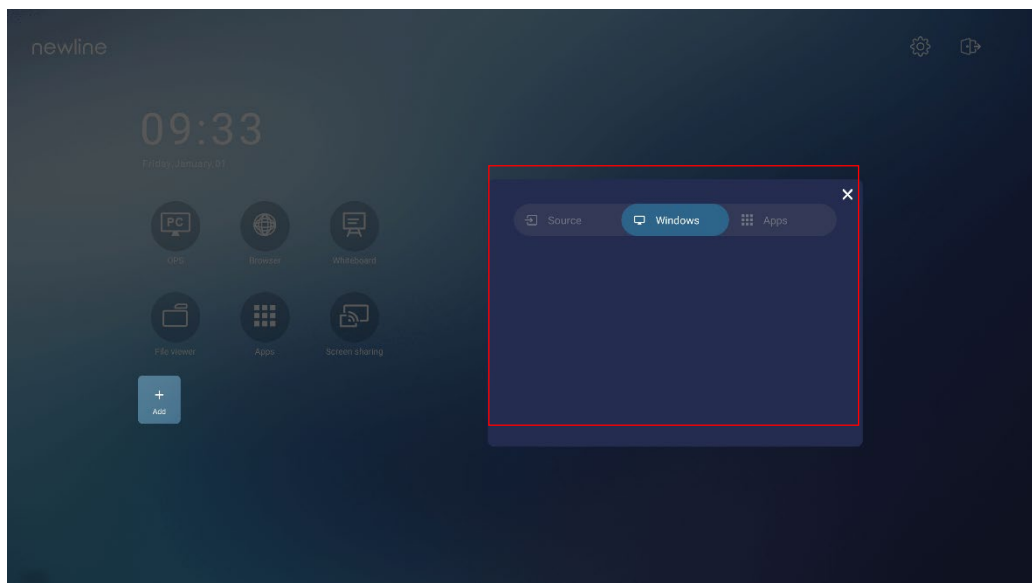 newline
09:33
Friday, January 01
PC
OPS
Browser
Whiteboard
File viewer
Apps
Screen sharing
+
Add
Source
Windows
Apps